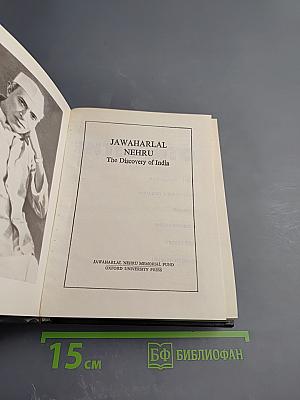 JAWAHARLAL
NEHRU
The Discovery of India
JAWAHARLAL NEHRU MEMORIAL FUND
OXFORD UNIVERSITY PRESS
15 см
БФ БИБЛИОФАН